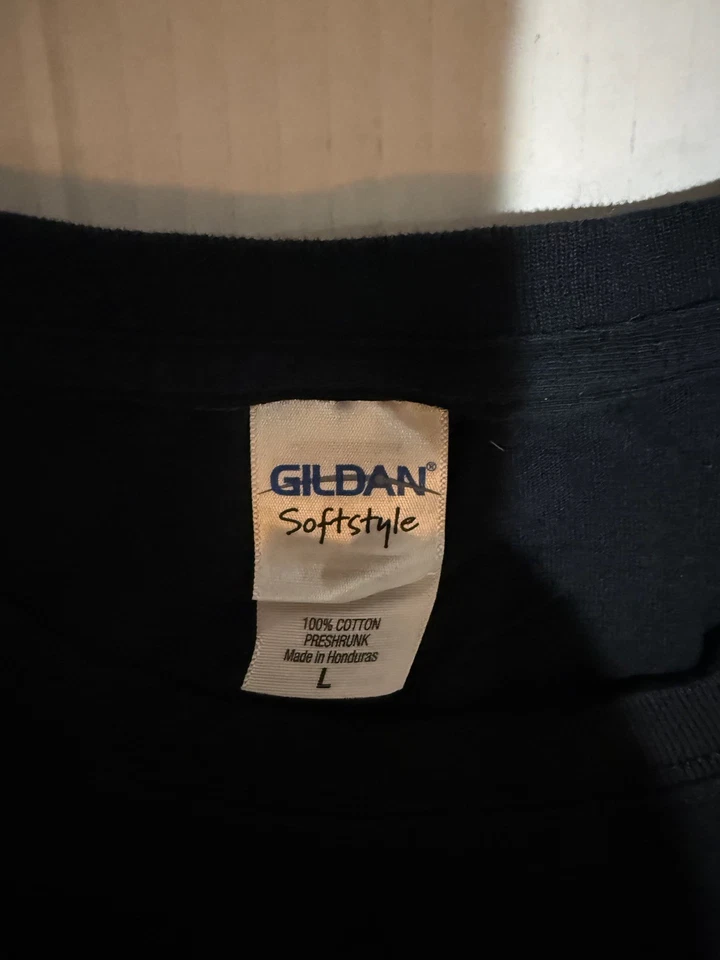 GILDAN®
Softstyle
100% COTTON
PRESHRUNK
Made in Honduras
L